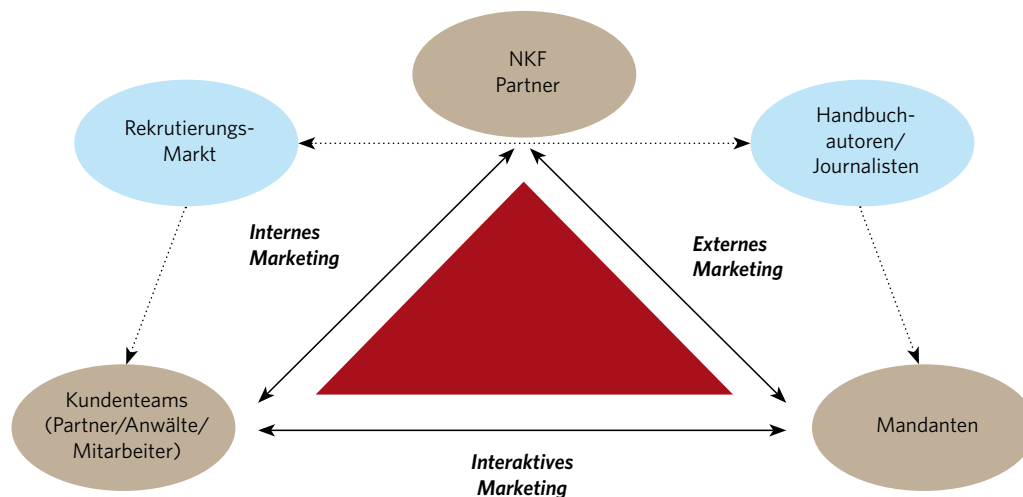 NKF
Partner
Rekrutierungs-
Markt
Handbuch-
autoren/
Journalisten
Internes
Marketing
Externes
Marketing
Kundenteams
(Partner/Anwälte/
Mitarbeiter)
Mandanten
Interaktives
Marketing